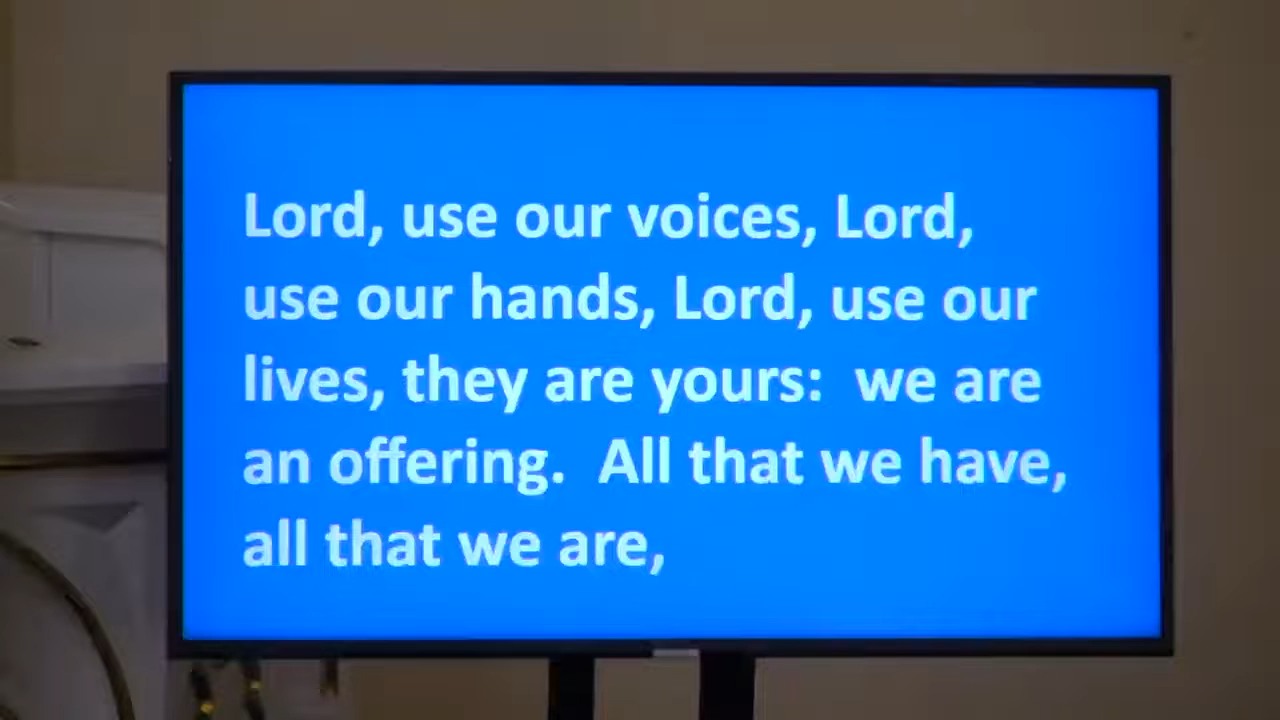 Lord, use our voices, Lord,
use our hands, Lord, use our
lives, they are yours:  we are
an offering.  All that we have,
all that we are,